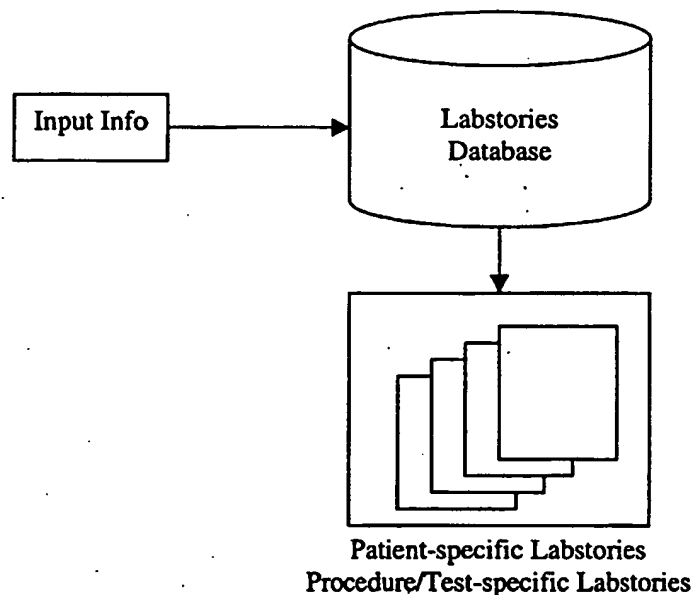 Input Info
Labstories
Database
Patient-specific Labstories
Procedure/Test-specific Labstories